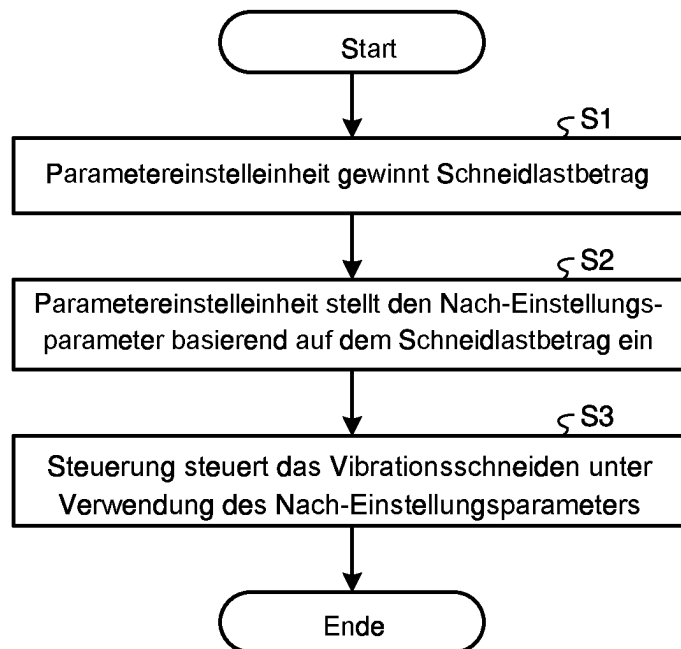 Start
S1
Parametereinstelleinheit gewinnt Schneidlastbetrag
S2
Parametereinstelleinheit stellt den Nach-Einstellungs-
parameter basierend auf dem Schneidlastbetrag ein
S3
Steuerung steuert das Vibrationsschneiden unter
Verwendung des Nach-Einstellungsparameters
Ende